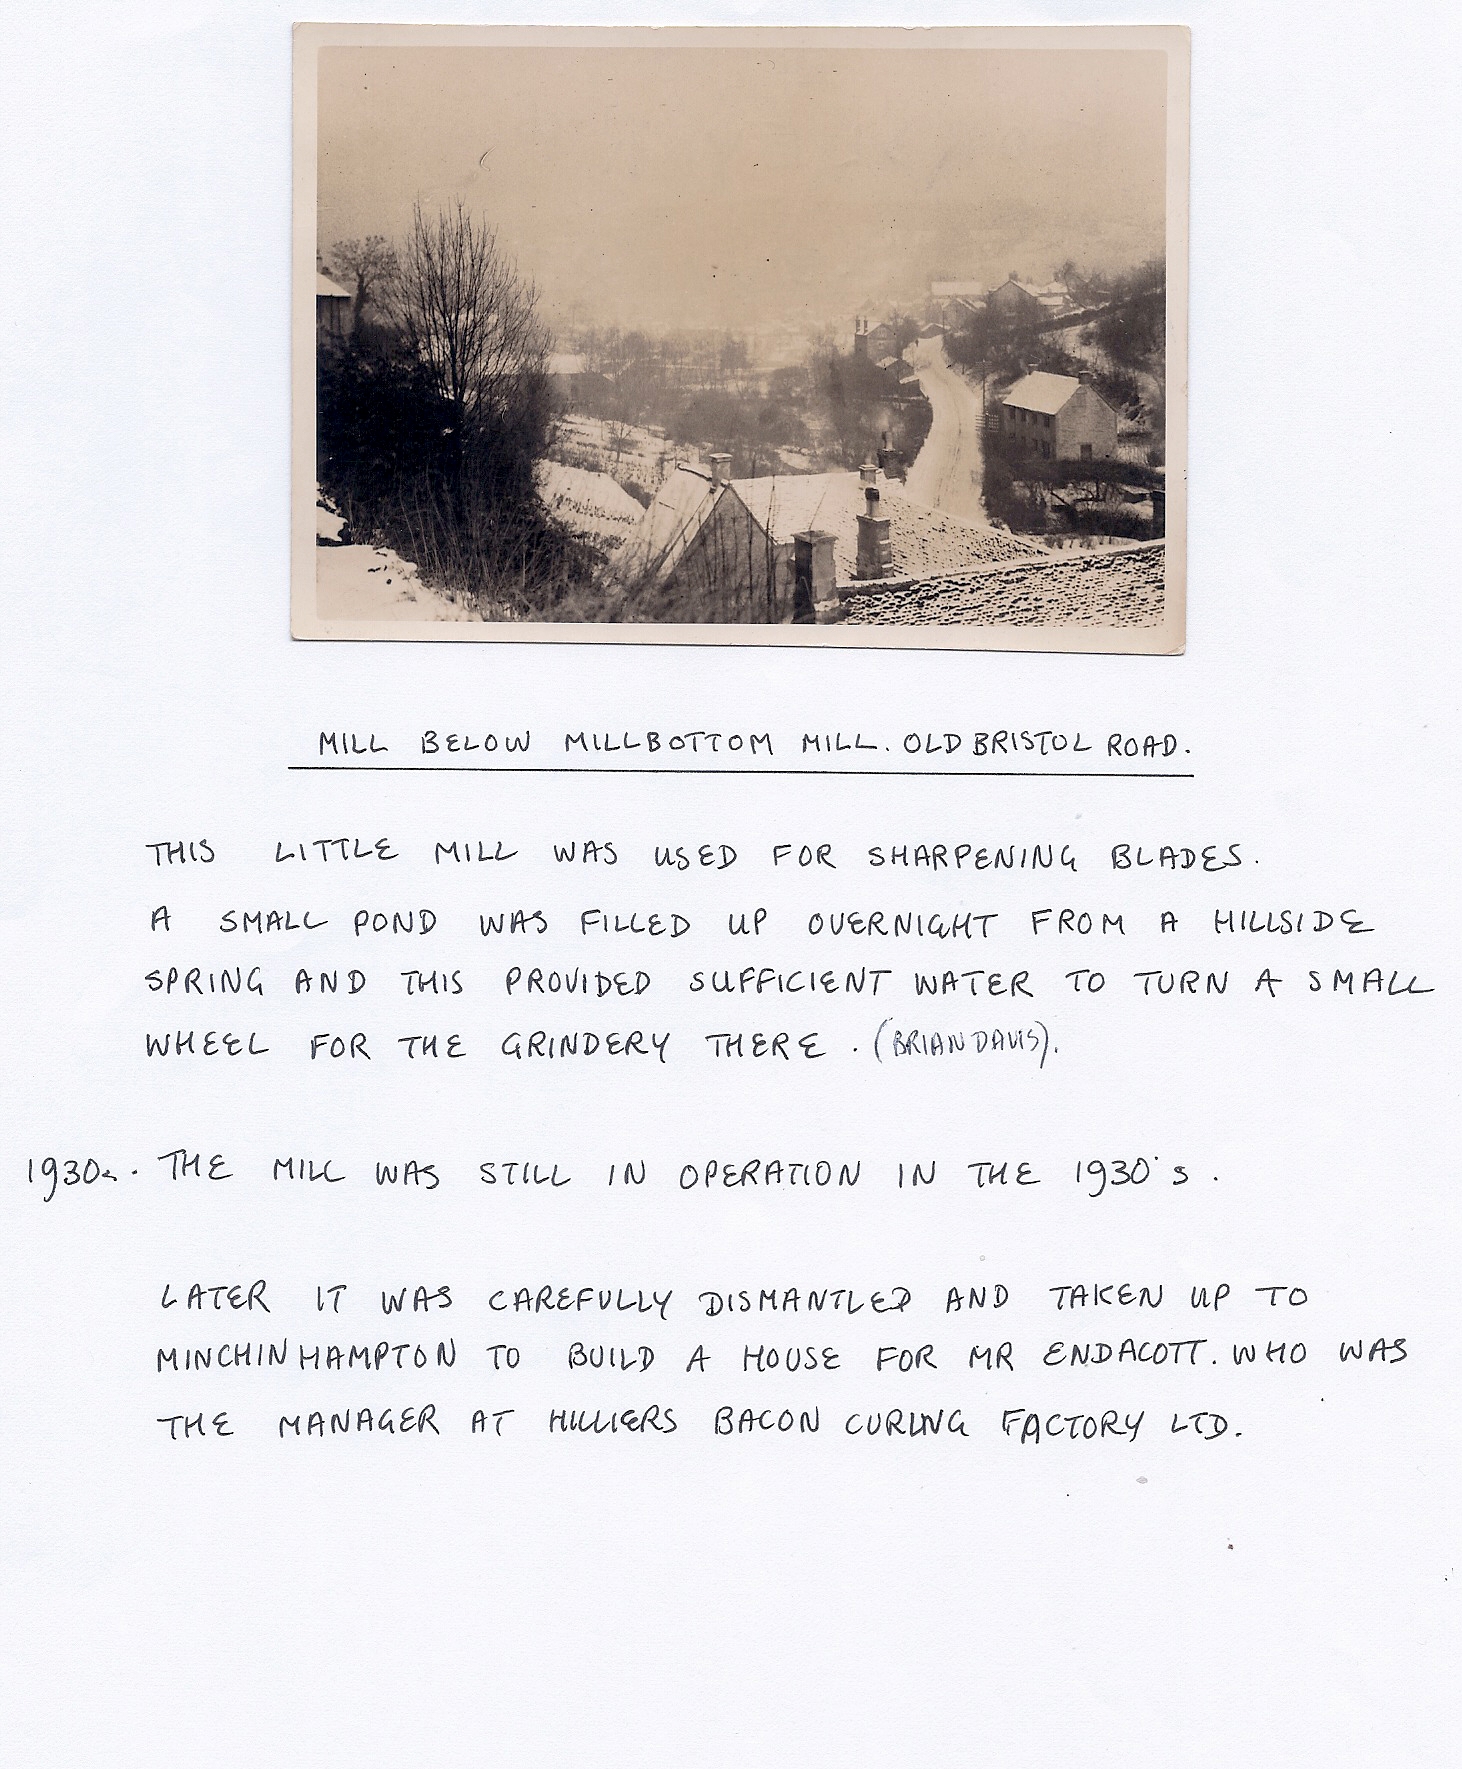 MILL BELOW MILLBOTTOM MILL. OLD BRISTOL ROAD.
THIS LITTLE MILL WAS USED FOR SHARPENING BLADES.
A SMALL POND WAS FILLED UP OVERNIGHT FROM A HILLSIDE
SPRING AND THIS PROVIDED SUFFICIENT WATER TO TURN A SMALL
WHEEL FOR THE GRINDERY THERE. (BRIAN DAVIS).
1930s. THE MILL WAS STILL IN OPERATION IN THE 1930's.
LATER IT WAS CAREFULLY DISMANTLED AND TAKEN UP TO
MINCHINHAMPTON TO BUILD A HOUSE FOR MR ENDACOTT. WHO WAS
THE MANAGER AT HILLIERS BACON CURING FACTORY LTD.